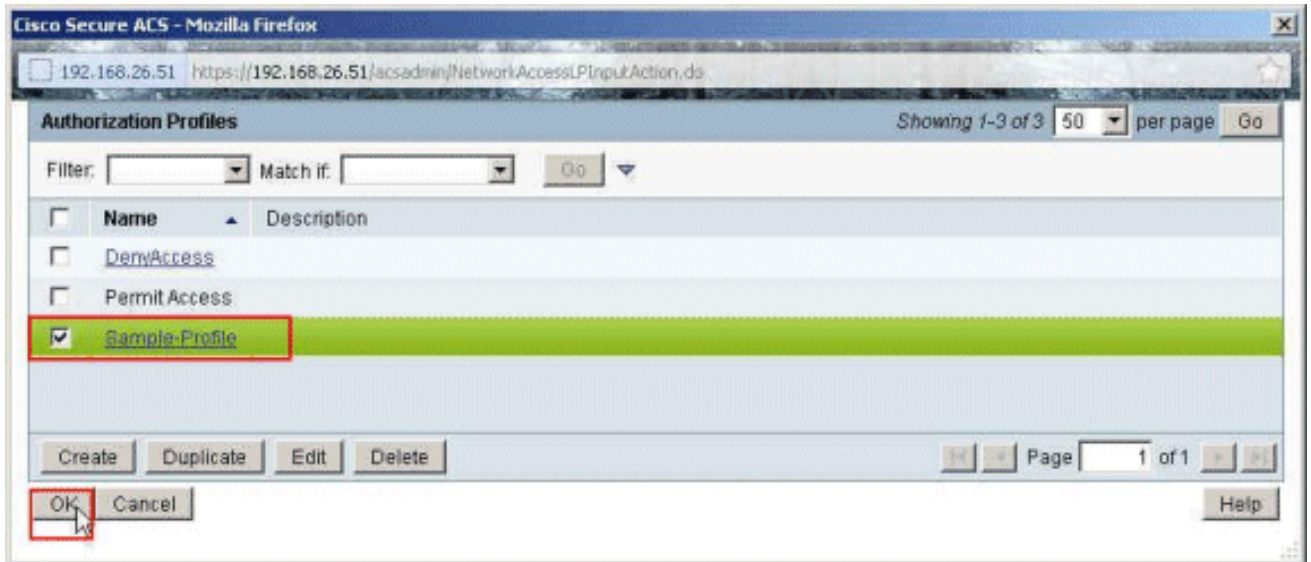 Cisco Secure ACS - Mozilla Firefox
192.168.26.51 https://192.168.26.51/acsadmin/NetworkAccessLPInputAction.do
Authorization Profiles Showing 1-3 of 3 50 per page Go
Filter: Match if: Go
Name Description
DenyAccess
Permit Access
Sample-Profile
Create Duplicate Edit Delete Page 1 of 1
OK Cancel Help